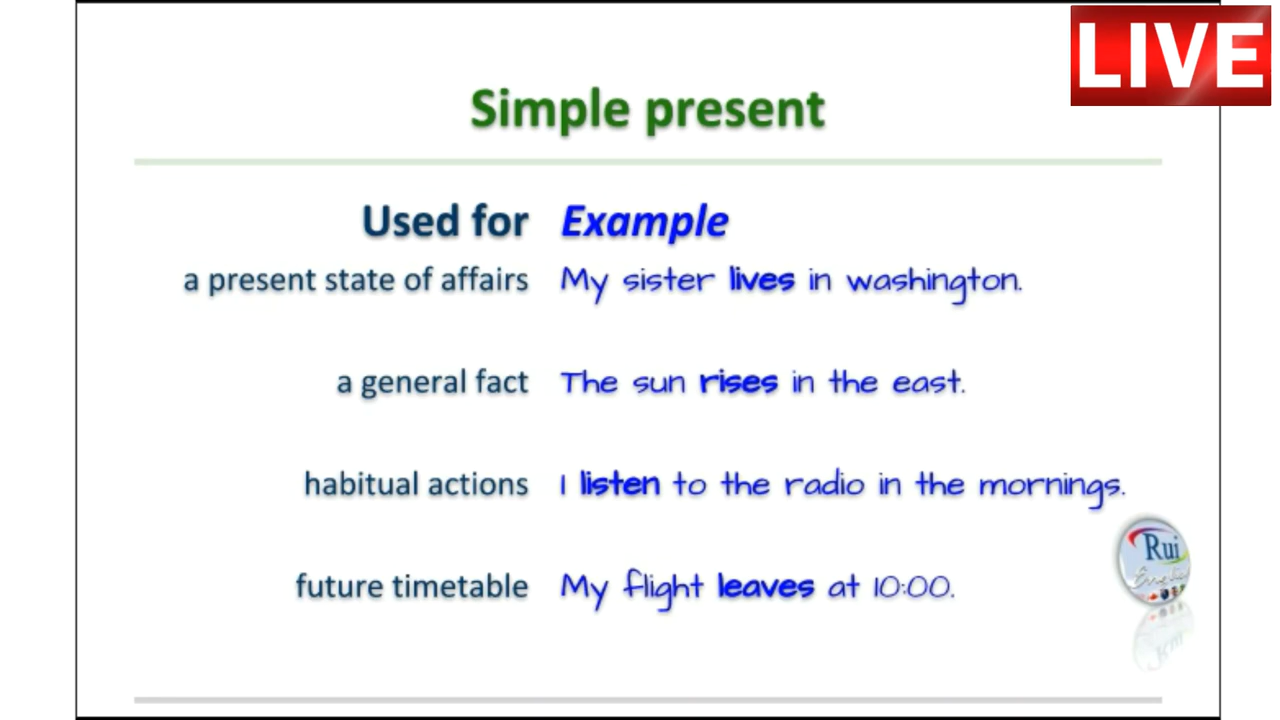 LIVE
Simple present
Used for Example
a present state of affairs My sister lives in washington.
a general fact The sun rises in the east.
habitual actions I listen to the radio in the mornings.
future timetable My flight leaves at 10:00.
Rui